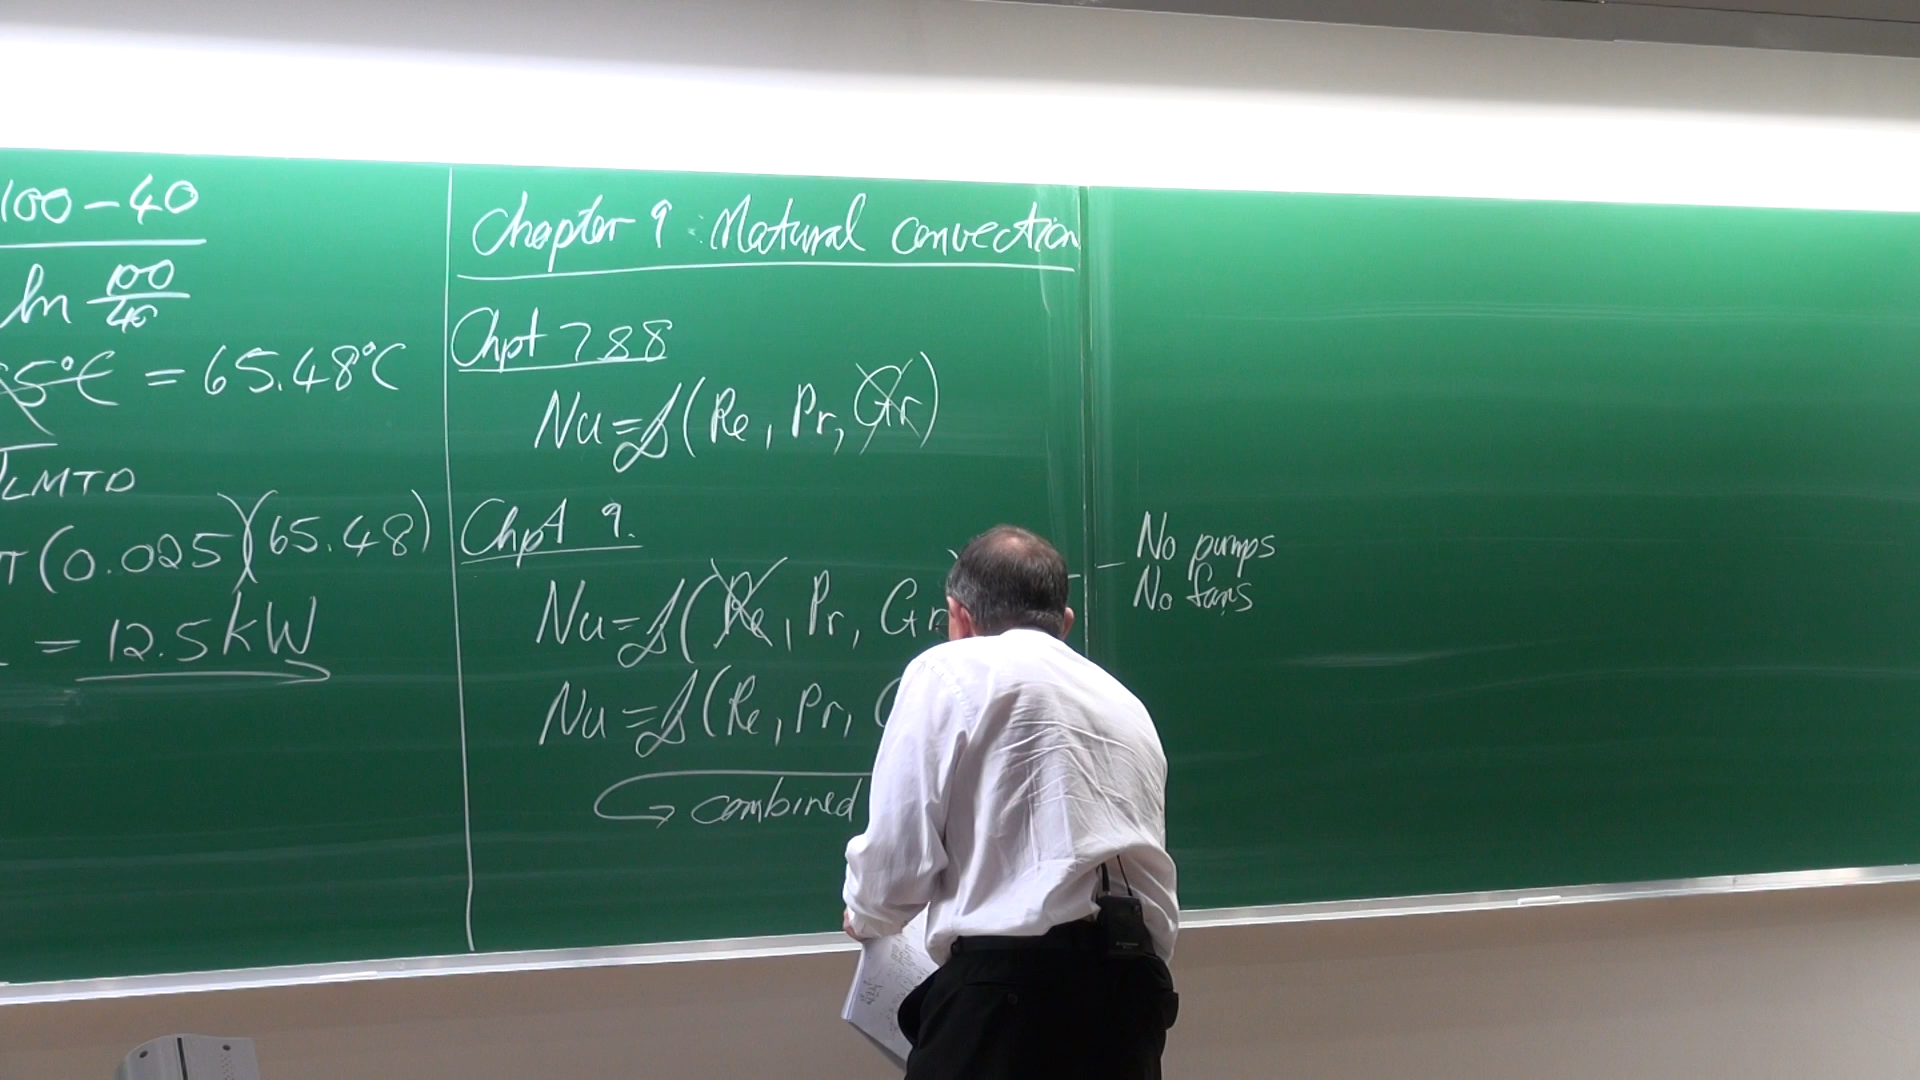 100 - 40
ln 100/40
5°C = 65.48°C
LMTD
π(0.025)(65.48)
= 12.5kW
Chapter 9: Natural convection
Chpt 7 & 8
Nu = f(Re, Pr, Gr)
Chpt 9.
Nu = f(Re, Pr, Gr
No pumps
No fans
Nu = f(Re, Pr,
combined